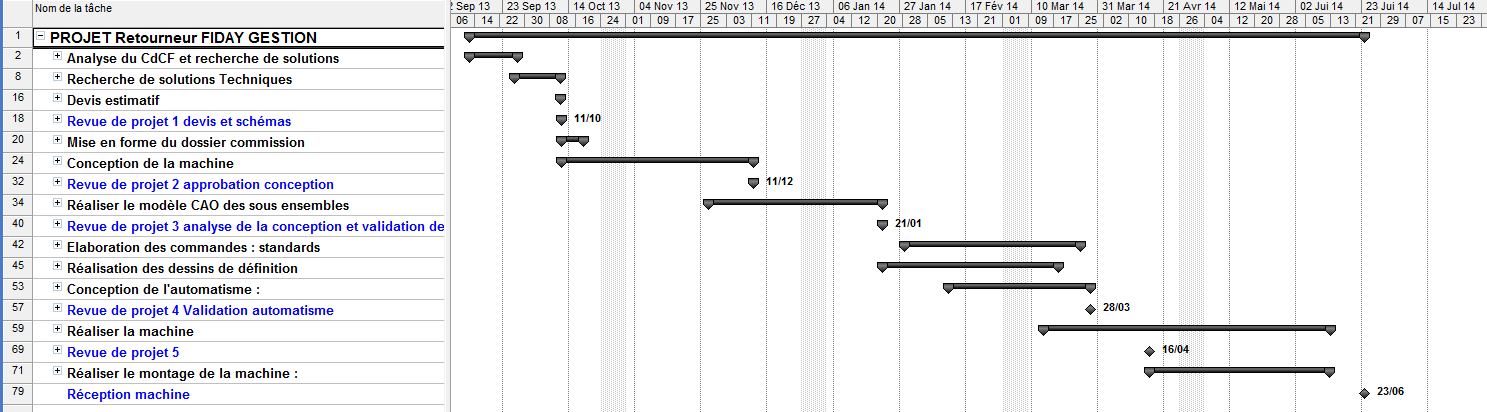 Nom de la tâche
2 Sep 13 23 Sep 13 14 Oct 13 04 Nov 13 25 Nov 13 16 Déc 13 06 Jan 14 27 Jan 14 17 Fév 14 10 Mar 14 31 Mar 14 21 Avr 14 12 Mai 14 02 Jui 14 23 Jui 14 14 Jul 14
06 14 22 30 08 16 24 01 09 17 25 03 11 19 27 04 12 20 28 05 13 21 01 09 17 25 02 10 18 26 04 12 20 28 05 13 21 29 07 15 23
1 PROJET Retourneur FIDAY GESTION
2 Analyse du CdCF et recherche de solutions
8 Recherche de solutions Techniques
16 Devis estimatif
18 Revue de projet 1 devis et schémas 11/10
20 Mise en forme du dossier commission
24 Conception de la machine
32 Revue de projet 2 approbation conception 11/12
34 Réaliser le modèle CAO des sous ensembles
40 Revue de projet 3 analyse de la conception et validation de 21/01
42 Elaboration des commandes : standards
45 Réalisation des dessins de définition
53 Conception de l'automatisme :
57 Revue de projet 4 Validation automatisme 28/03
59 Réaliser la machine
69 Revue de projet 5 16/04
71 Réaliser le montage de la machine :
79 Réception machine 23/06